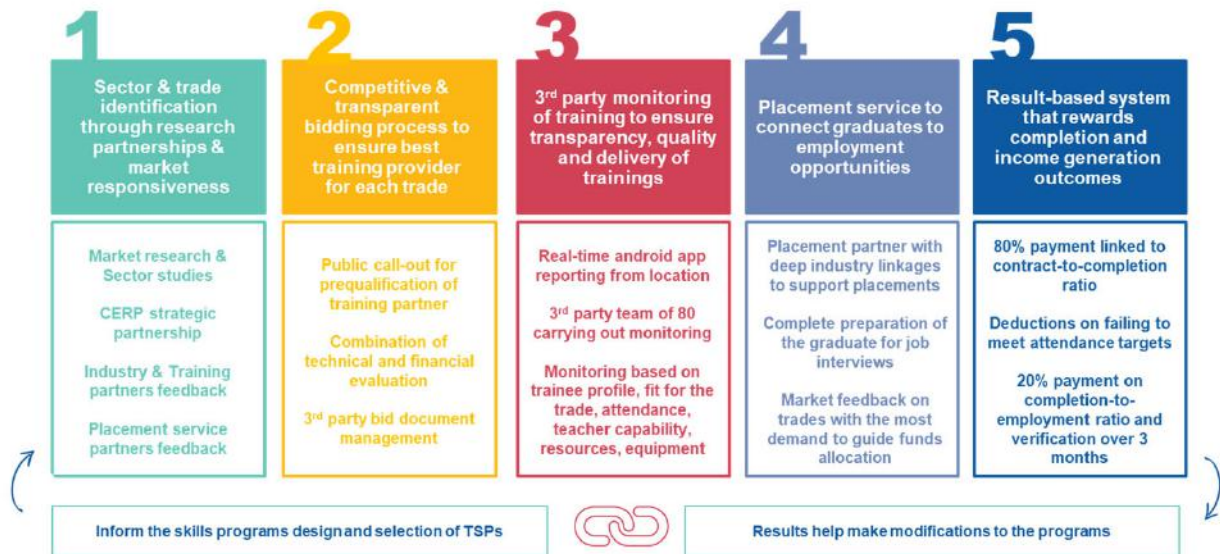 1
Sector & trade
identification
through research
partnerships &
market
responsiveness
Market research &
Sector studies
CERP strategic
partnership
Industry & Training
partners feedback
Placement service
partners feedback
2
Competitive &
transparent
bidding process to
ensure best
training provider
for each trade
Public call-out for
prequalification of
training partner
Combination of
technical and financial
evaluation
3rd party bid document
management
3
3rd party monitoring
of training to ensure
transparency, quality
and delivery of
trainings
Real-time android app
reporting from location
3rd party team of 80
carrying out monitoring
Monitoring based on
trainee profile, fit for the
trade, attendance,
teacher capability,
resources, equipment
4
Placement service to
connect graduates to
employment
opportunities
Placement partner with
deep industry linkages
to support placements
Complete preparation of
the graduate for job
interviews
Market feedback on
trades with the most
demand to guide funds
allocation
5
Result-based system
that rewards
completion and
income generation
outcomes
80% payment linked to
contract-to-completion
ratio
Deductions on failing to
meet attendance targets
20% payment on
completion-to-
employment ratio and
verification over 3
months
Inform the skills programs design and selection of TSPs
Results help make modifications to the programs